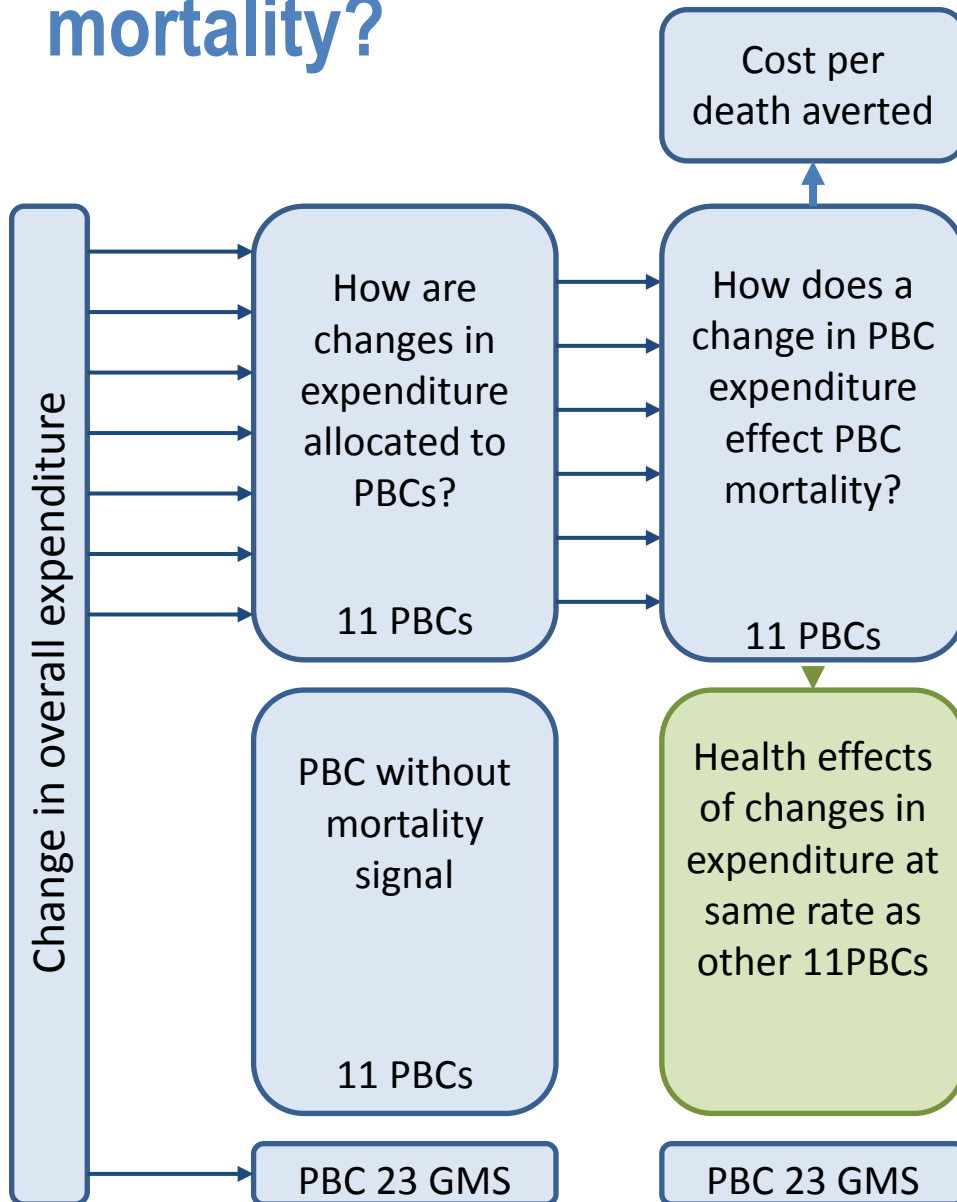 mortality?
Cost per
death averted
Change in overall expenditure
How are
changes in
expenditure
allocated to
PBCs?
11 PBCs
How does a
change in PBC
expenditure
effect PBC
mortality?
11 PBCs
PBC without
mortality
signal
11 PBCs
Health effects
of changes in
expenditure at
same rate as
other 11PBCs
PBC 23 GMS
PBC 23 GMS